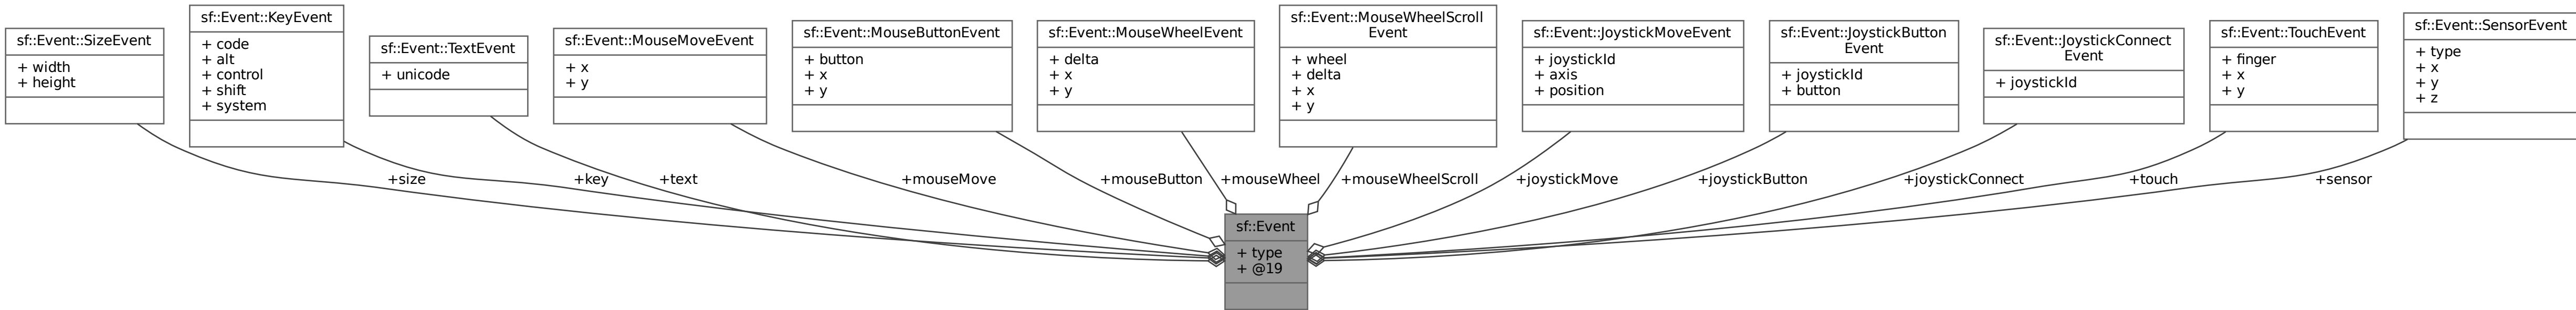 sf::Event::SizeEvent
+ width
+ height
sf::Event::KeyEvent
+ code
+ alt
+ control
+ shift
+ system
sf::Event::TextEvent
+ unicode
sf::Event::MouseMoveEvent
+ x
+ y
sf::Event::MouseButtonEvent
+ button
+ x
+ y
sf::Event::MouseWheelEvent
+ delta
+ x
+ y
sf::Event::MouseWheelScroll
Event
+ wheel
+ delta
+ x
+ y
sf::Event::JoystickMoveEvent
+ joystickId
+ axis
+ position
sf::Event::JoystickButton
Event
+ joystickId
+ button
sf::Event::JoystickConnect
Event
+ joystickId
sf::Event::TouchEvent
+ finger
+ x
+ y
sf::Event::SensorEvent
+ type
+ x
+ y
+ z
+size
+key
+text
+mouseMove
+mouseButton
+mouseWheel
+mouseWheelScroll
+joystickMove
+joystickButton
+joystickConnect
+touch
+sensor
sf::Event
+ type
+ @19